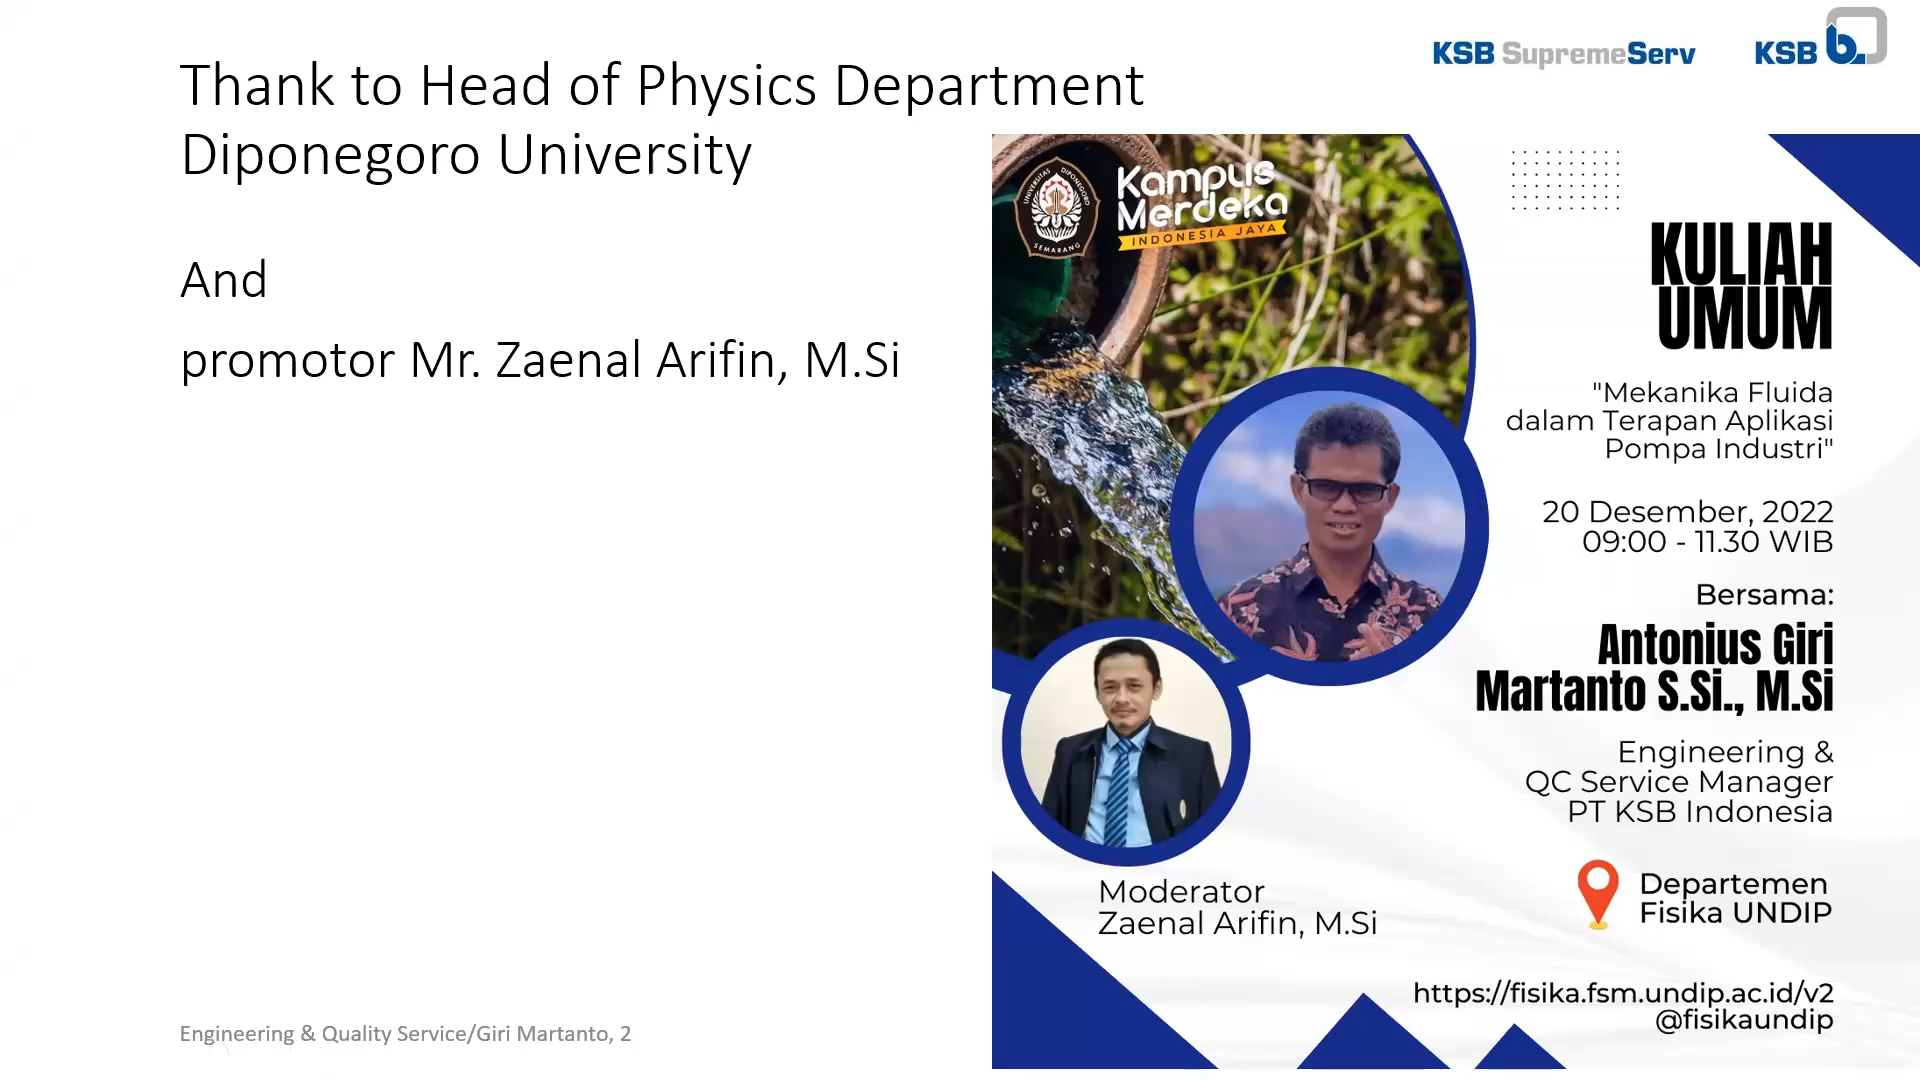 KSB SupremeServ
KSB
Thank to Head of Physics Department
Diponegoro University
And
promotor Mr. Zaenal Arifin, M.Si
UNIVERSITAS DIPONEGORO
SEMARANG
Kampus
Merdeka
INDONESIA JAYA
KULIAH
UMUM
"Mekanika Fluida
dalam Terapan Aplikasi
Pompa Industri"
20 Desember, 2022
09:00 - 11.30 WIB
Bersama:
Antonius Giri
Martanto S.Si., M.Si
Engineering &
QC Service Manager
PT KSB Indonesia
Departemen
Fisika UNDIP
Moderator
Zaenal Arifin, M.Si
https://fisika.fsm.undip.ac.id/v2
@fisikaundip
Engineering & Quality Service/Giri Martanto, 2